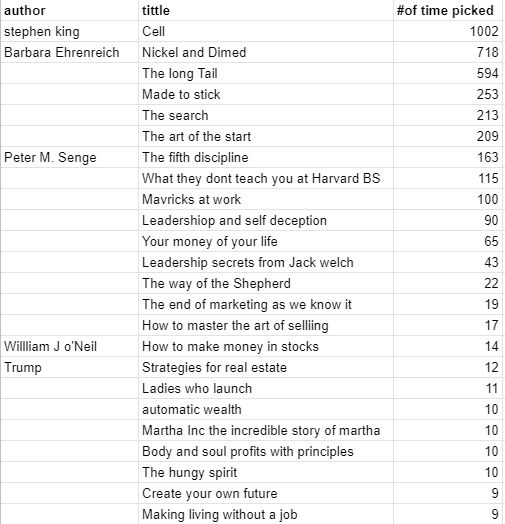 author tittle #of time picked
stephen king Cell 1002
Barbara Ehrenreich Nickel and Dimed 718
The long Tail 594
Made to stick 253
The search 213
The art of the start 209
Peter M. Senge The fifth discipline 163
What they dont teach you at Harvard BS 115
Mavricks at work 100
Leadershiop and self deception 90
Your money of your life 65
Leadership secrets from Jack welch 43
The way of the Shepherd 22
The end of marketing as we know it 19
How to master the art of selliing 17
Willliam J o'Neil How to make money in stocks 14
Trump Strategies for real estate 12
Ladies who launch 11
automatic wealth 10
Martha Inc the incredible story of martha 10
Body and soul profits with principles 10
The hungy spirit 10
Create your own future 9
Making living without a job 9